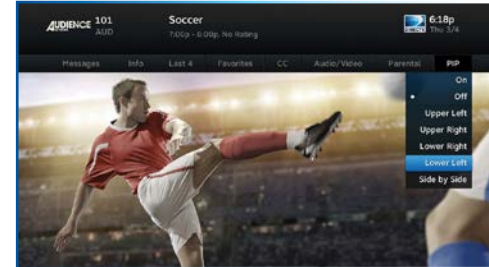 AUDIENCE 101
AUD
Soccer
7:00p - 8:00p, No Rating
DIRECTV
6:18p
Thu 3/4
Messages Info Last 4 Favorites CC Audio/Video Parental PIP
On
Off
Upper Left
Upper Right
Lower Right
Lower Left
Side by Side